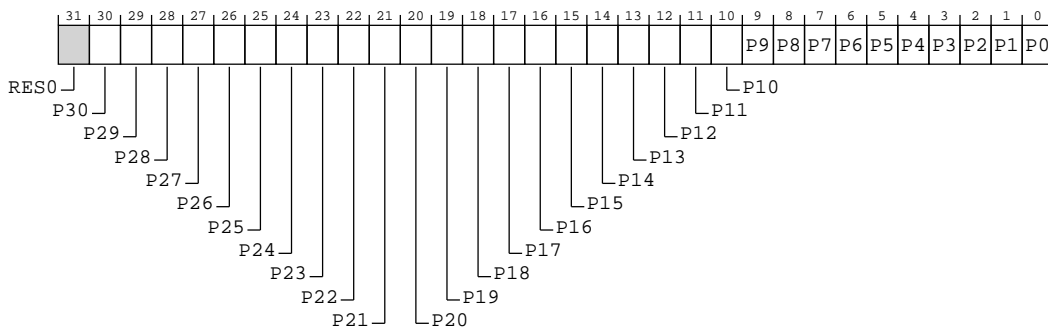 31 30 29 28 27 26 25 24 23 22 21 20 19 18 17 16 15 14 13 12 11 10 9 8 7 6 5 4 3 2 1 0
P9 P8 P7 P6 P5 P4 P3 P2 P1 P0
RES0 P10
P30 P11
P29 P12
P28 P13
P27 P14
P26 P15
P25 P16
P24 P17
P23 P18
P22 P19
P21 P20